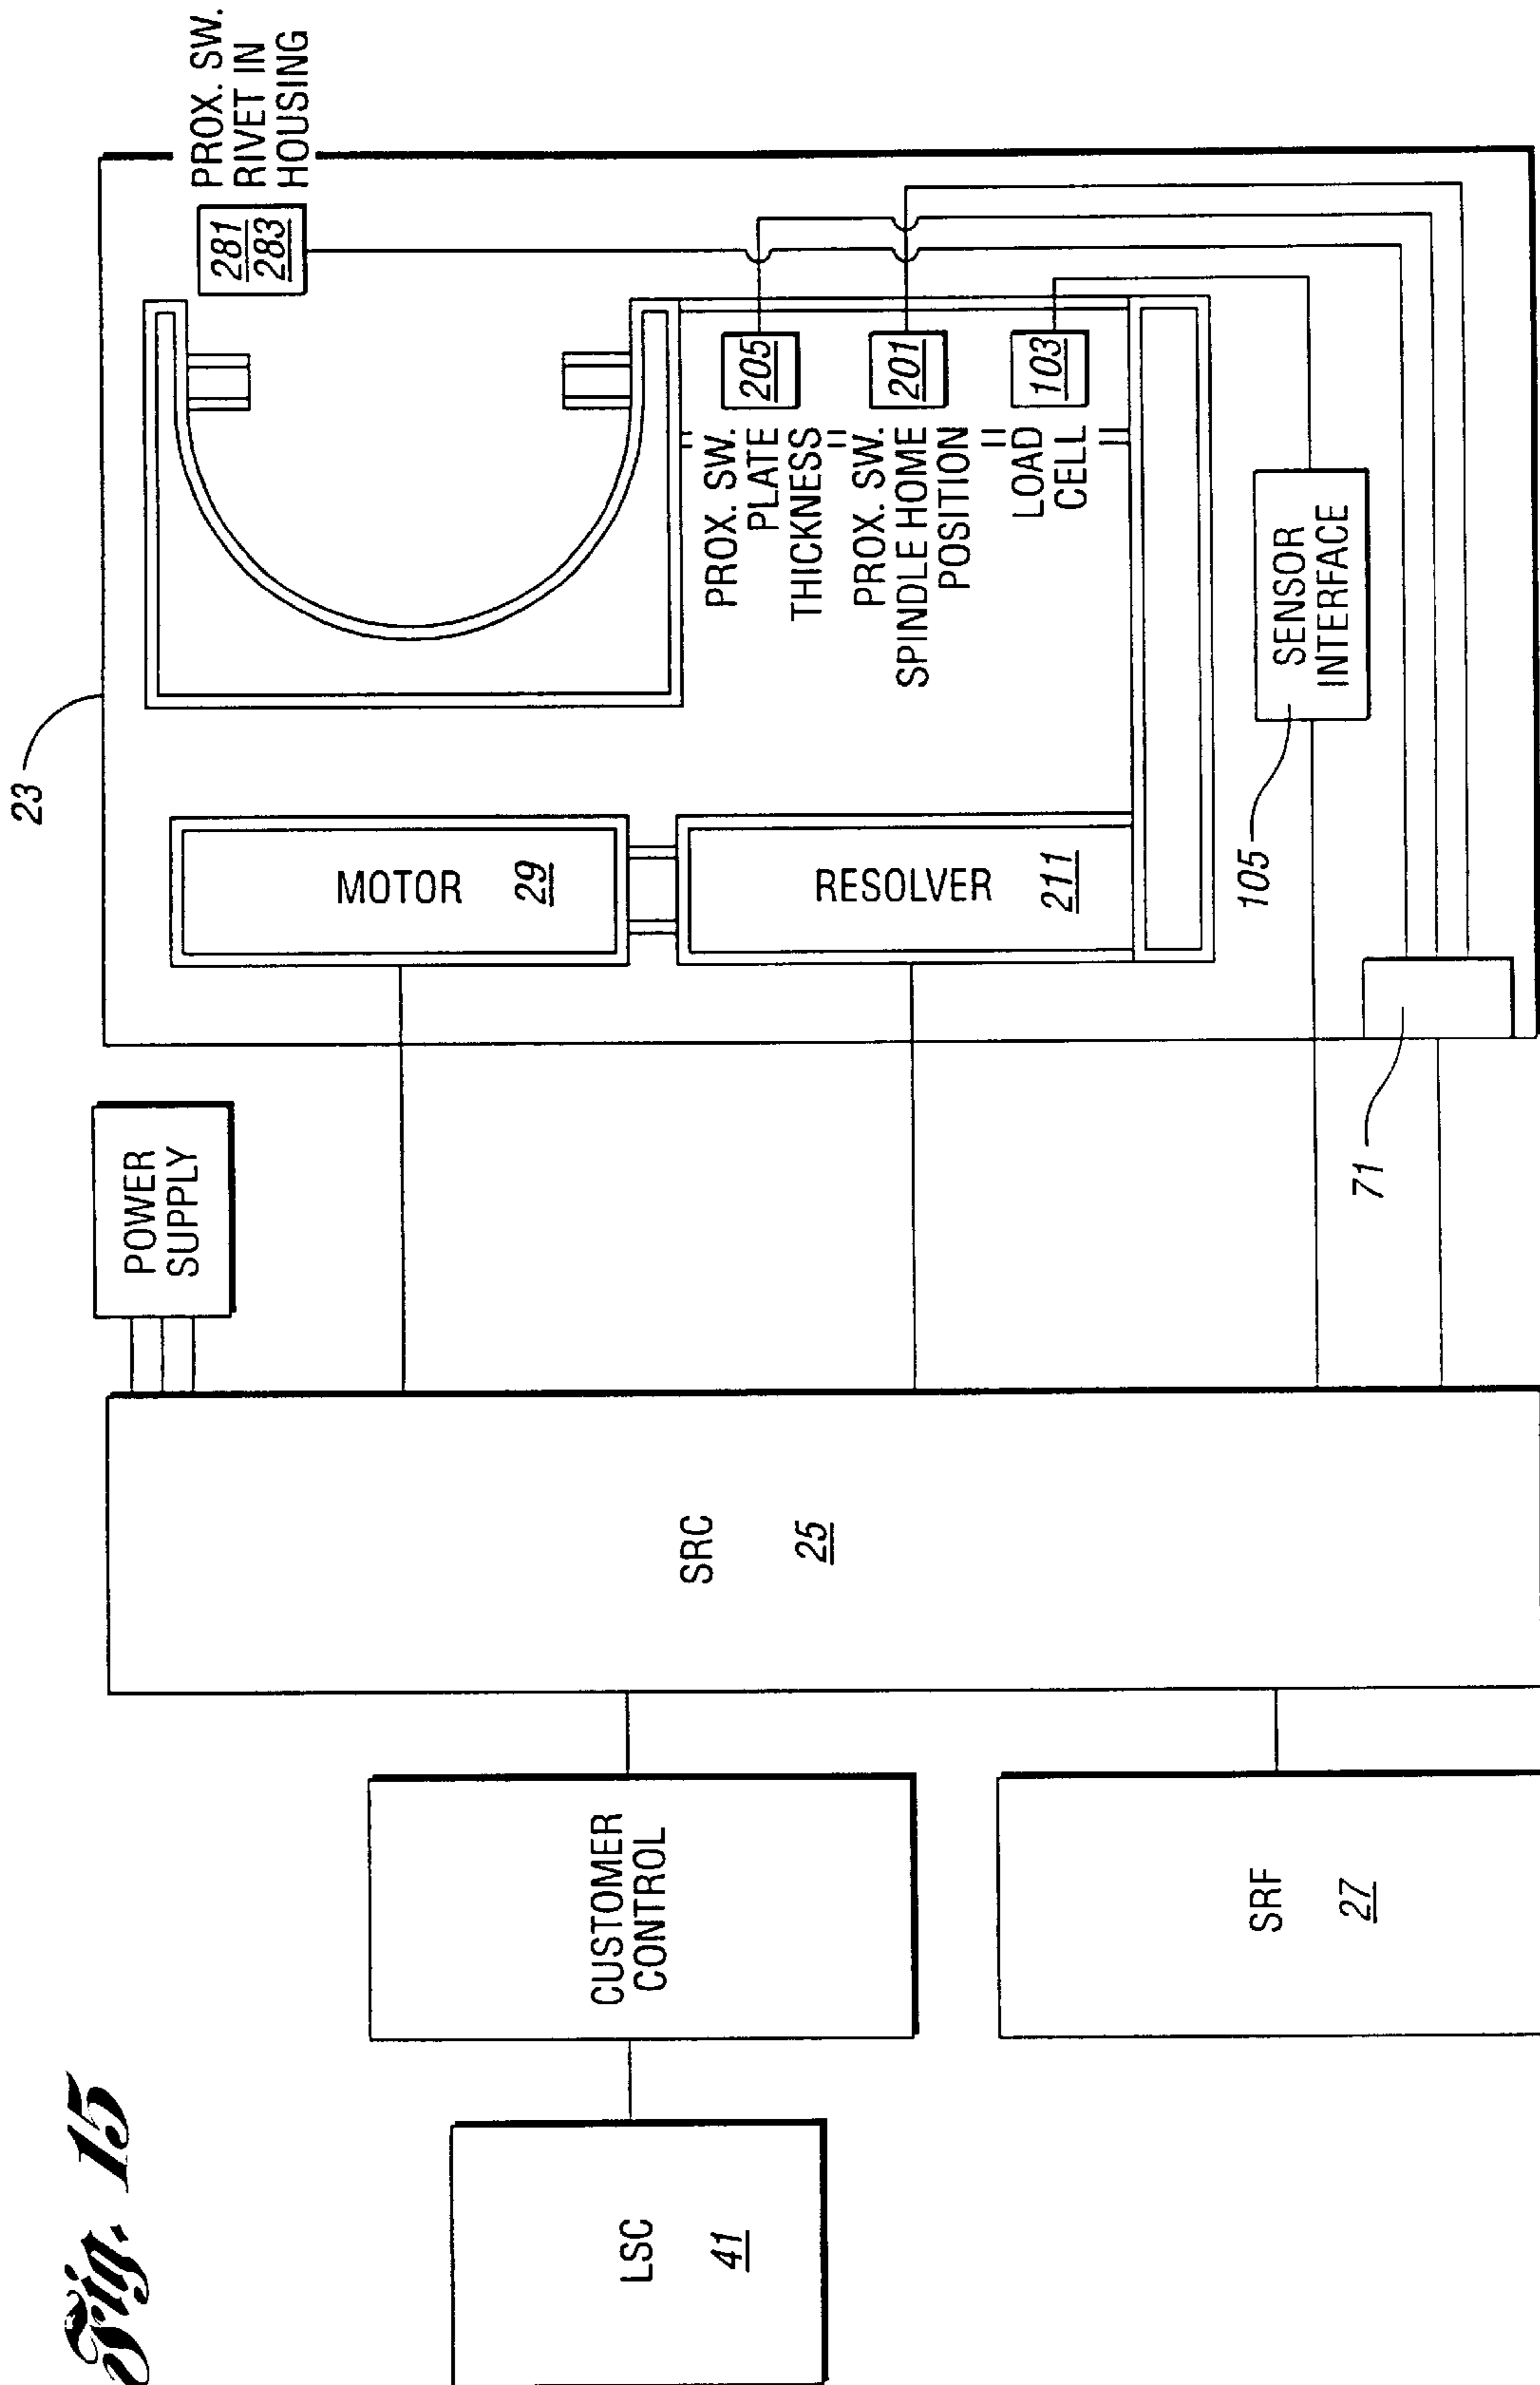 Fig. 15
23
PROX. SW.
RIVET IN
HOUSING
281
283
POWER
SUPPLY
MOTOR 29
RESOLVER 211
PROX. SW.
PLATE
THICKNESS
205
PROX. SW.
SPINDLE HOME
POSITION
201
LOAD
CELL
103
SENSOR
INTERFACE
105
71
SRC
25
CUSTOMER
CONTROL
LSC
41
SRF
27